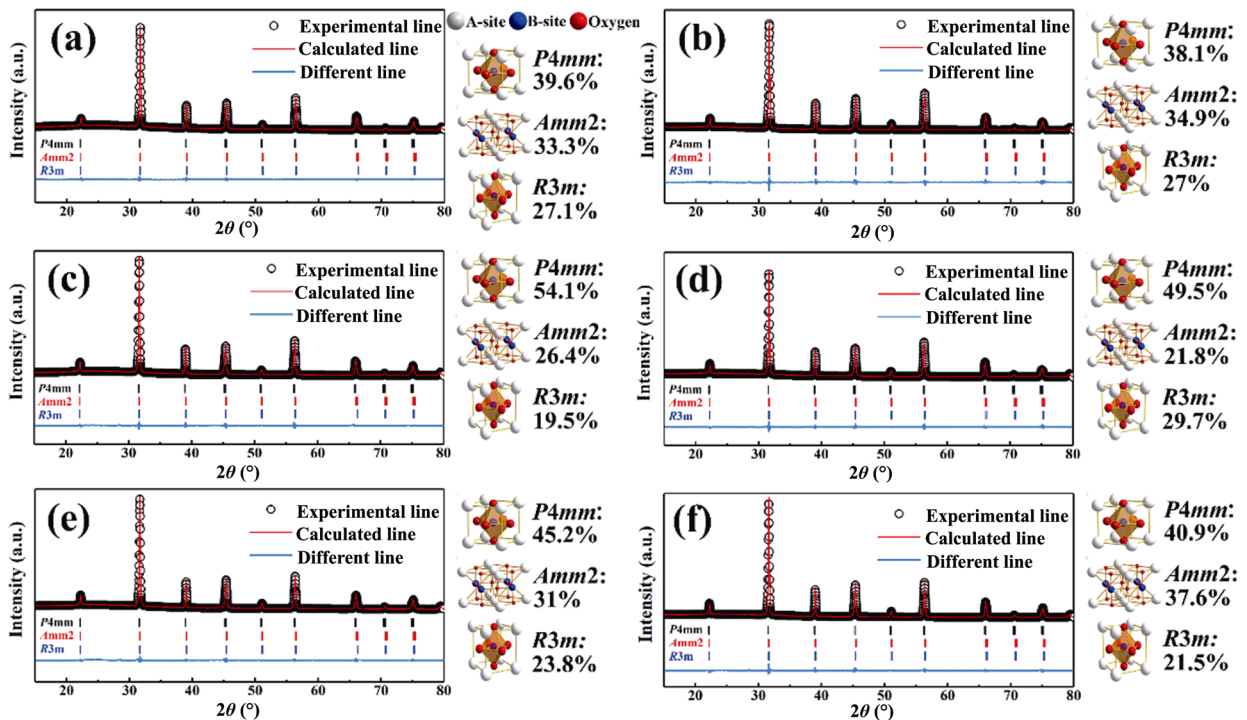 A-site B-site Oxygen
(a)
Experimental line
Calculated line
Different line
Intensity (a.u.)
P4mm
Amm2
R3m
20 30 40 50 60 70 80
2θ (°)
P4mm:
39.6%
Amm2:
33.3%
R3m:
27.1%
(b)
Experimental line
Calculated line
Different line
Intensity (a.u.)
P4mm
Amm2
R3m
20 30 40 50 60 70 80
2θ (°)
P4mm:
38.1%
Amm2:
34.9%
R3m:
27%
(c)
Experimental line
Calculated line
Different line
Intensity (a.u.)
P4mm
Amm2
R3m
20 30 40 50 60 70 80
2θ (°)
P4mm:
54.1%
Amm2:
26.4%
R3m:
19.5%
(d)
Experimental line
Calculated line
Different line
Intensity (a.u.)
P4mm
Amm2
R3m
20 30 40 50 60 70 80
2θ (°)
P4mm:
49.5%
Amm2:
21.8%
R3m:
29.7%
(e)
Experimental line
Calculated line
Different line
Intensity (a.u.)
P4mm
Amm2
R3m
20 30 40 50 60 70 80
2θ (°)
P4mm:
45.2%
Amm2:
31%
R3m:
23.8%
(f)
Experimental line
Calculated line
Different line
Intensity (a.u.)
P4mm
Amm2
R3m
20 30 40 50 60 70 80
2θ (°)
P4mm:
40.9%
Amm2:
37.6%
R3m:
21.5%